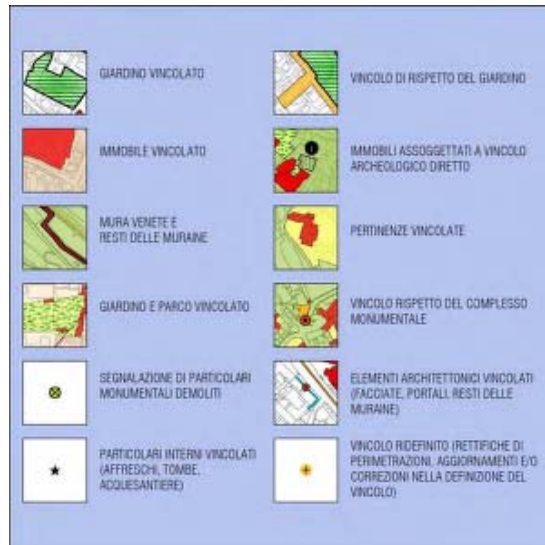 GIARDINO VINCOLATO
VINCOLO DI RISPETTO DEL GIARDINO
IMMOBILE VINCOLATO
IMMOBILI ASSOGGETTATI A VINCOLO
ARCHEOLOGICO DIRETTO
MURA VENETE E
RESTI DELLE MURAINE
PERTINENZE VINCOLATE
GIARDINO E PARCO VINCOLATO
VINCOLO RISPETTO DEL COMPLESSO
MONUMENTALE
SEGNALAZIONE DI PARTICOLARI
MONUMENTALI DEMOLITI
ELEMENTI ARCHITETTONICI VINCOLATI
(FACCIATE, PORTALI, RESTI DELLE
MURAINE)
PARTICOLARI INTERNI VINCOLATI
(AFFRESCHI, TOMBE,
ACQUESANTIERE)
VINCOLO RIDEFINITO (RETTIFICHE DI
PERIMETRAZIONI, AGGIORNAMENTI E/O
CORREZIONI NELLA DEFINIZIONE DEL
VINCOLO)